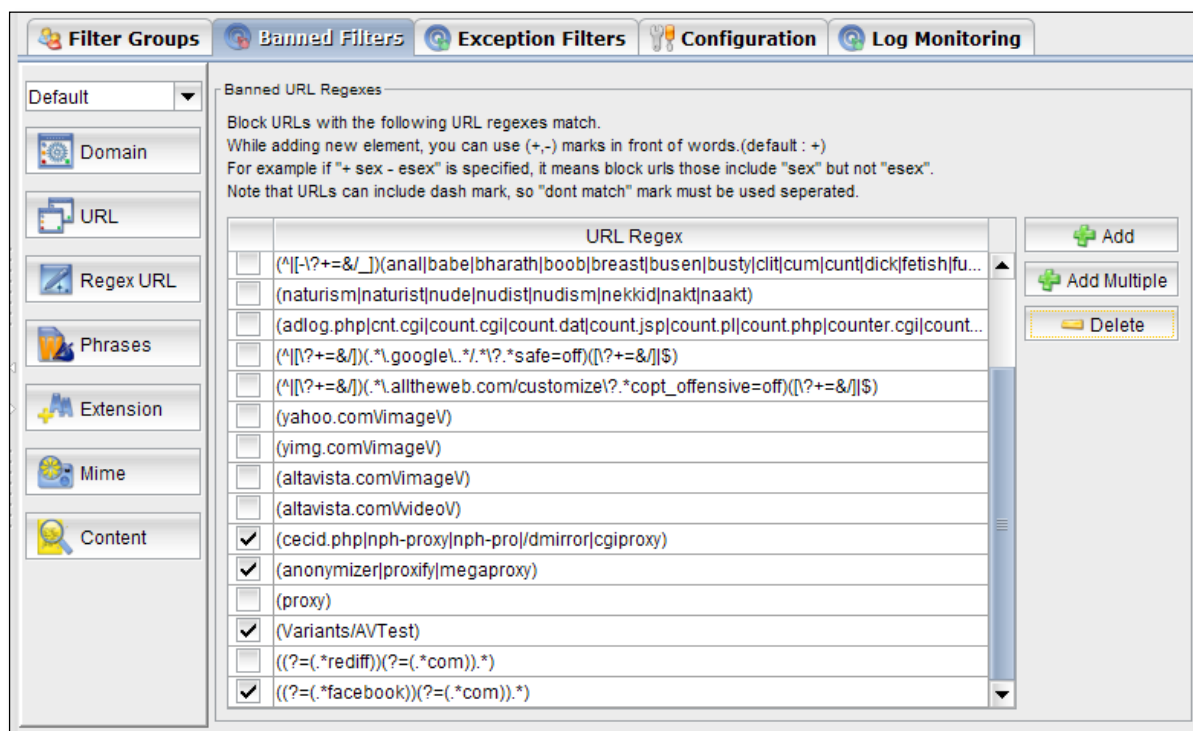 Filter Groups
Banned Filters
Exception Filters
Configuration
Log Monitoring
Default
Domain
URL
Regex URL
Phrases
Extension
Mime
Content
Banned URL Regexes
Block URLs with the following URL regexes match.
While adding new element, you can use (+,-) marks in front of words.(default : +)
For example if "+ sex - esex" is specified, it means block urls those include "sex" but not "esex".
Note that URLs can include dash mark, so "dont match" mark must be used seperated.
URL Regex
(^|[-\?+=&/_])(anal|babe|bharath|boob|breast|busen|busty|clit|cum|cunt|dick|fetish|fu...
(naturism|naturist|nude|nudist|nudism|nekkid|nakt|naakt)
(adlog.php|cnt.cgi|count.cgi|count.dat|count.jsp|count.pl|count.php|counter.cgi|count...
(^|[\?+=&/])(.*\.google\..*/.*\?.*safe=off)([\?+=&/]|$)
(^|[\?+=&/])(.*\.alltheweb.com/customize\?.*copt_offensive=off)([\?+=&/]|$)
(yahoo.com\/image\/)
(yimg.com\/image\/)
(altavista.com\/image\/)
(altavista.com\/video\/)
(cecid.php|nph-proxy|nph-pro|/dmirror|cgiproxy)
(anonymizer|proxify|megaproxy)
(proxy)
(Variants/AVTest)
((?=(.*rediff))(?=(.*com)).*)
((?=(.*facebook))(?=(.*com)).*)
Add
Add Multiple
Delete